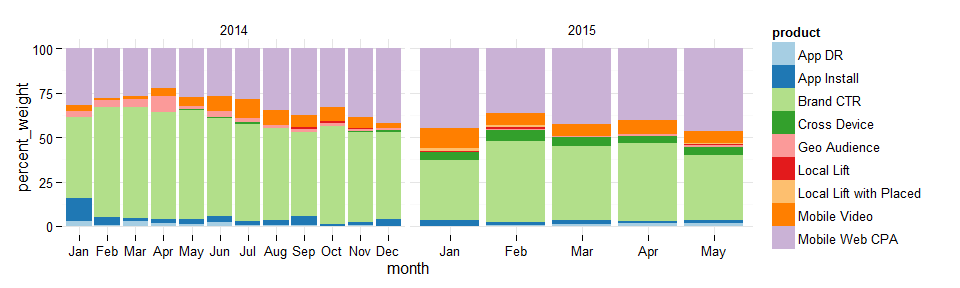 2014 2015
percent_weight
100
75
50
25
0
Jan Feb Mar Apr May Jun Jul Aug Sep Oct Nov Dec Jan Feb Mar Apr May
month
product
App DR
App Install
Brand CTR
Cross Device
Geo Audience
Local Lift
Local Lift with Placed
Mobile Video
Mobile Web CPA